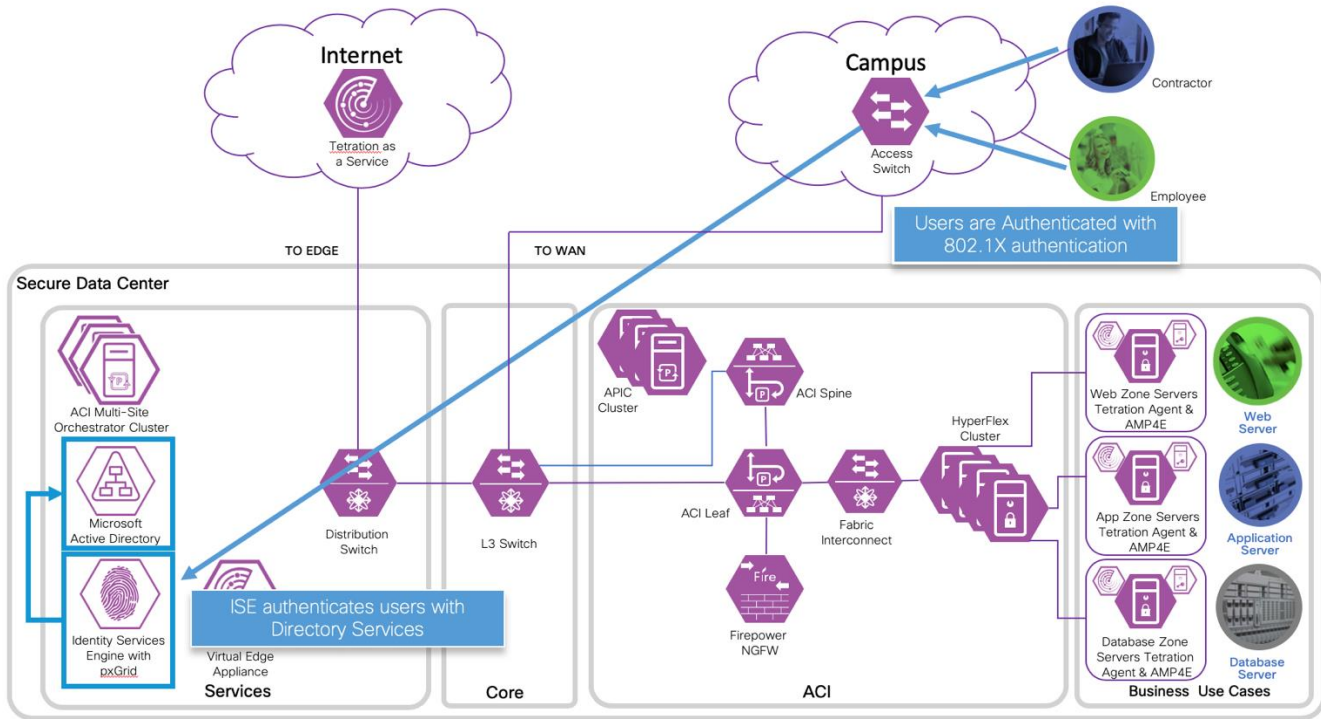 Internet
Tetration as
a Service
Campus
Access
Switch
Contractor
Employee
Users are Authenticated with
802.1X authentication
TO EDGE
TO WAN
Secure Data Center
ACI Multi-Site
Orchestrator Cluster
Microsoft
Active Directory
Identity Services
Engine with
pxGrid
ISE authenticates users with
Directory Services
Virtual Edge
Appliance
Services
Distribution
Switch
L3 Switch
Core
APIC
Cluster
P
P
ACI Spine
P
ACI Leaf
Fabric
Interconnect
HyperFlex
Cluster
Fire
Firepower
NGFW
ACI
Web Zone Servers
Tetration Agent &
AMP4E
Web
Server
App Zone Servers
Tetration Agent &
AMP4E
Application
Server
Database Zone
Servers Tetration
Agent & AMP4E
Database
Server
Business Use Cases
P